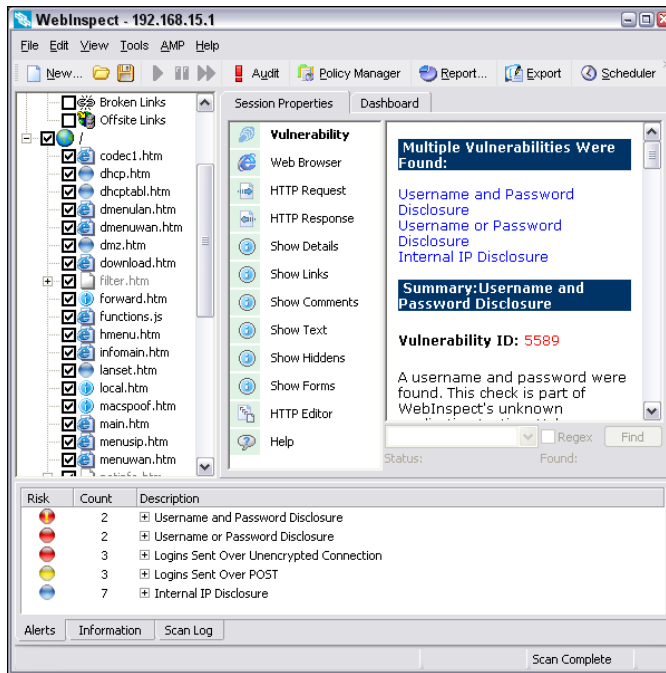 WebInspect - 192.168.15.1
File Edit View Tools AMP Help
New... Audit Policy Manager Report... Export Scheduler
Broken Links
Offsite Links
/
codec1.htm
dhcp.htm
dhcptabl.htm
dmenulan.htm
dmenuwan.htm
dmz.htm
download.htm
filter.htm
forward.htm
functions.js
hmenu.htm
infomain.htm
lanset.htm
local.htm
macspoof.htm
main.htm
menusip.htm
menuwan.htm
Session Properties Dashboard
Vulnerability
Web Browser
HTTP Request
HTTP Response
Show Details
Show Links
Show Comments
Show Text
Show Hiddens
Show Forms
HTTP Editor
Help
Multiple Vulnerabilities Were
Found:
Username and Password
Disclosure
Username or Password
Disclosure
Internal IP Disclosure
Summary:Username and
Password Disclosure
Vulnerability ID: 5589
A username and password were
found. This check is part of
WebInspect's unknown
Regex Find
Status: Found:
Risk Count Description
2 Username and Password Disclosure
2 Username or Password Disclosure
3 Logins Sent Over Unencrypted Connection
3 Logins Sent Over POST
7 Internal IP Disclosure
Alerts Information Scan Log
Scan Complete